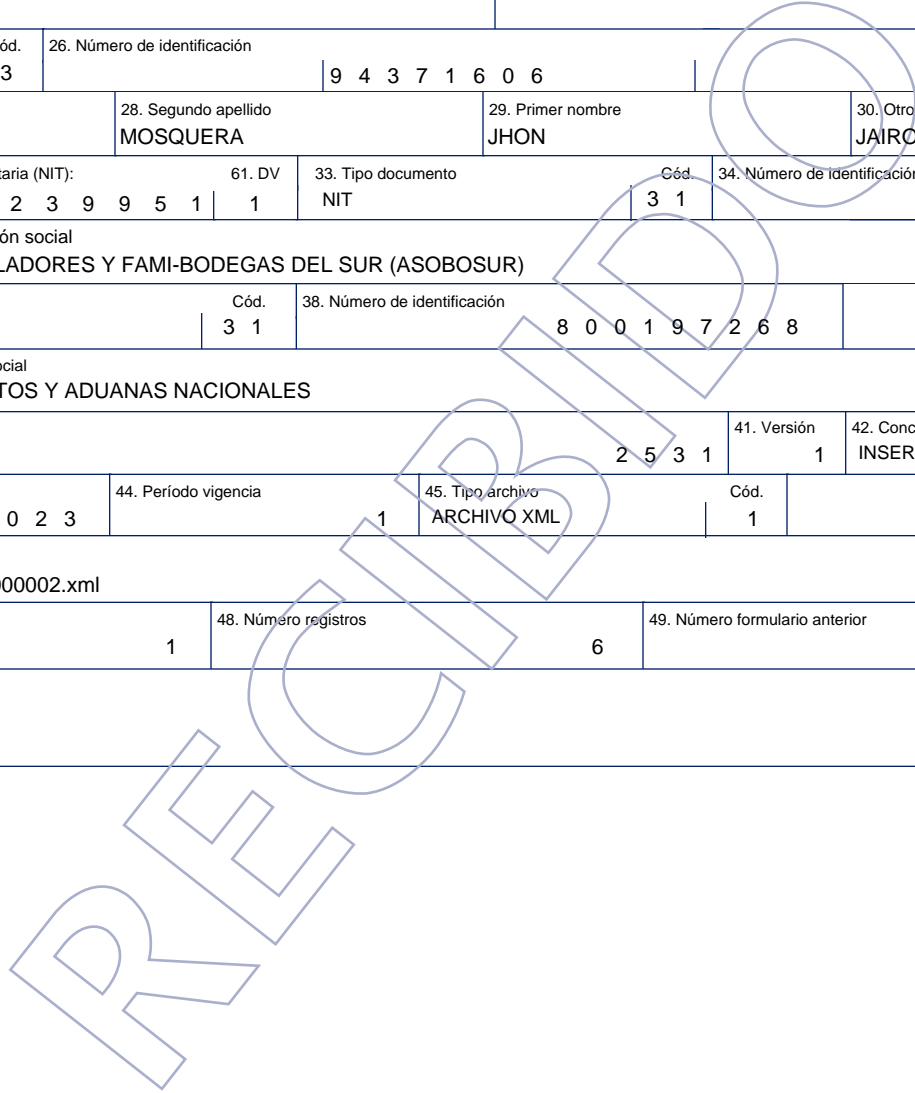 ód. 26. Número de identificación
3 9 4 3 7 1 6 0 6
28. Segundo apellido 29. Primer nombre 30. Otro
MOSQUERA JHON JAIRO
taria (NIT): 61. DV 33. Tipo documento Cód. 34. Número de identificación
2 3 9 9 5 1 1 NIT 3 1
ón social
LADORES Y FAMI-BODEGAS DEL SUR (ASOBOSUR)
Cód. 38. Número de identificación
3 1 8 0 0 1 9 7 2 6 8
ocial
TOS Y ADUANAS NACIONALES
41. Versión 42. Conc
2 5 3 1 1 INSER
44. Período vigencia 45. Tipo archivo Cód.
0 2 3 1 ARCHIVO XML 1
000002.xml
48. Número registros 49. Número formulario anterior
1 6
RECIBIDO